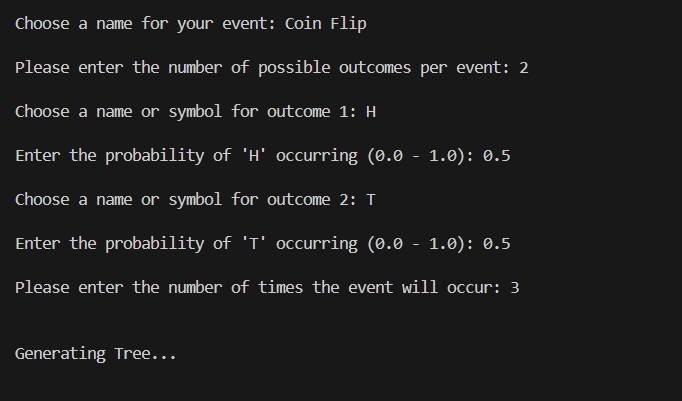 Choose a name for your event: Coin Flip
Please enter the number of possible outcomes per event: 2
Choose a name or symbol for outcome 1: H
Enter the probability of 'H' occurring (0.0 - 1.0): 0.5
Choose a name or symbol for outcome 2: T
Enter the probability of 'T' occurring (0.0 - 1.0): 0.5
Please enter the number of times the event will occur: 3
Generating Tree...